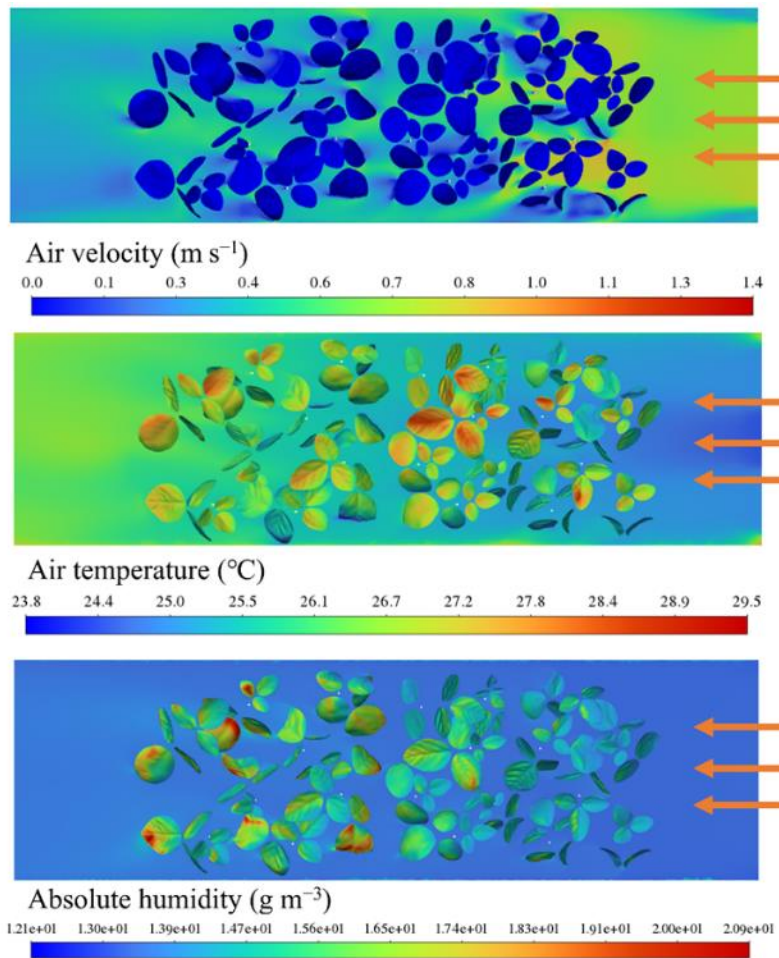 Air velocity (m s⁻¹)
0.0 0.1 0.3 0.4 0.6 0.7 0.8 1.0 1.1 1.3 1.4
Air temperature (℃)
23.8 24.4 25.0 25.5 26.1 26.7 27.2 27.8 28.4 28.9 29.5
Absolute humidity (g m⁻³)
1.21e+01 1.30e+01 1.39e+01 1.47e+01 1.56e+01 1.65e+01 1.74e+01 1.83e+01 1.91e+01 2.00e+01 2.09e+01